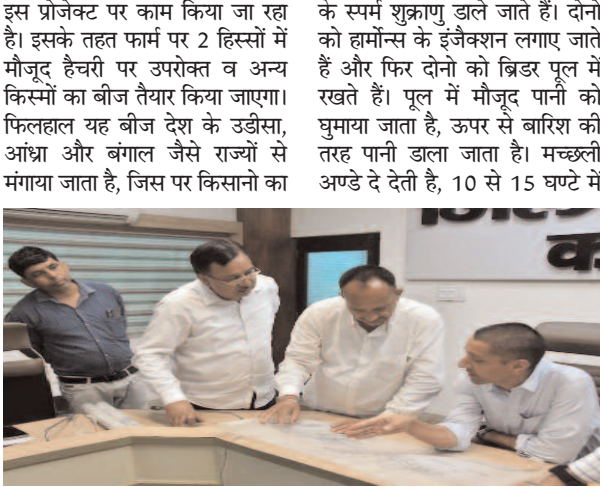 इस प्रोजेक्ट पर काम किया जा रहा
है। इसके तहत फार्म पर 2 हिस्सों में
मौजूद हैचरी पर उपरोक्त व अन्य
किस्मों का बीज तैयार किया जाएगा।
फिलहाल यह बीज देश के उडीसा,
आंध्रा और बंगाल जैसे राज्यों से
मंगाया जाता है, जिस पर किसानो का
के स्पर्म शुक्राणु डाले जाते हैं। दोनो
को हार्मोन्स के इंजैक्शन लगाए जाते
हैं और फिर दोनो को ब्रिडर पूल में
रखते हैं। पूल में मौजूद पानी को
घुमाया जाता है, ऊपर से बारिश की
तरह पानी डाला जाता है। मच्छली
अण्डे दे देती है, 10 से 15 घण्टे में